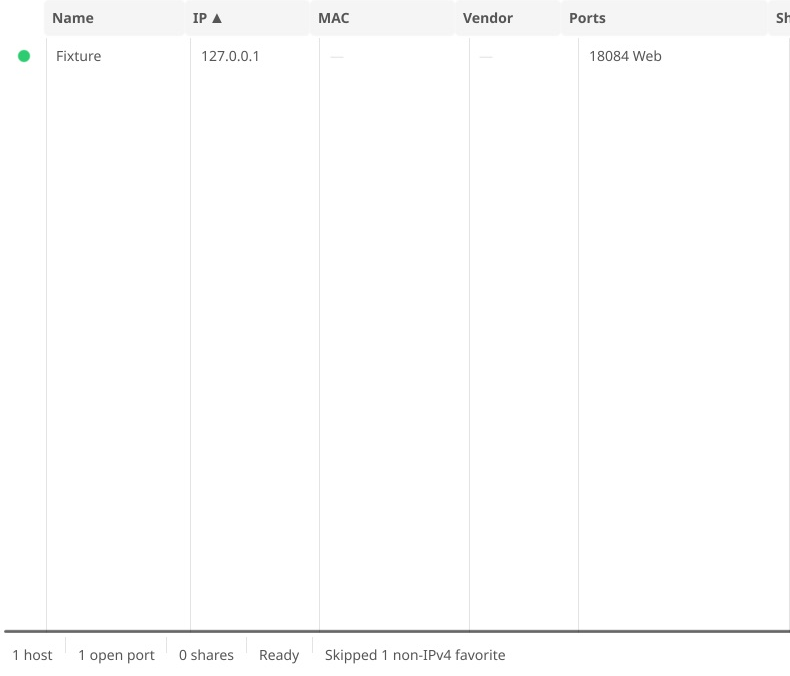 Name IP ▲ MAC Vendor Ports Sh
Fixture 127.0.0.1 — — 18084 Web
1 host 1 open port 0 shares Ready Skipped 1 non-IPv4 favorite